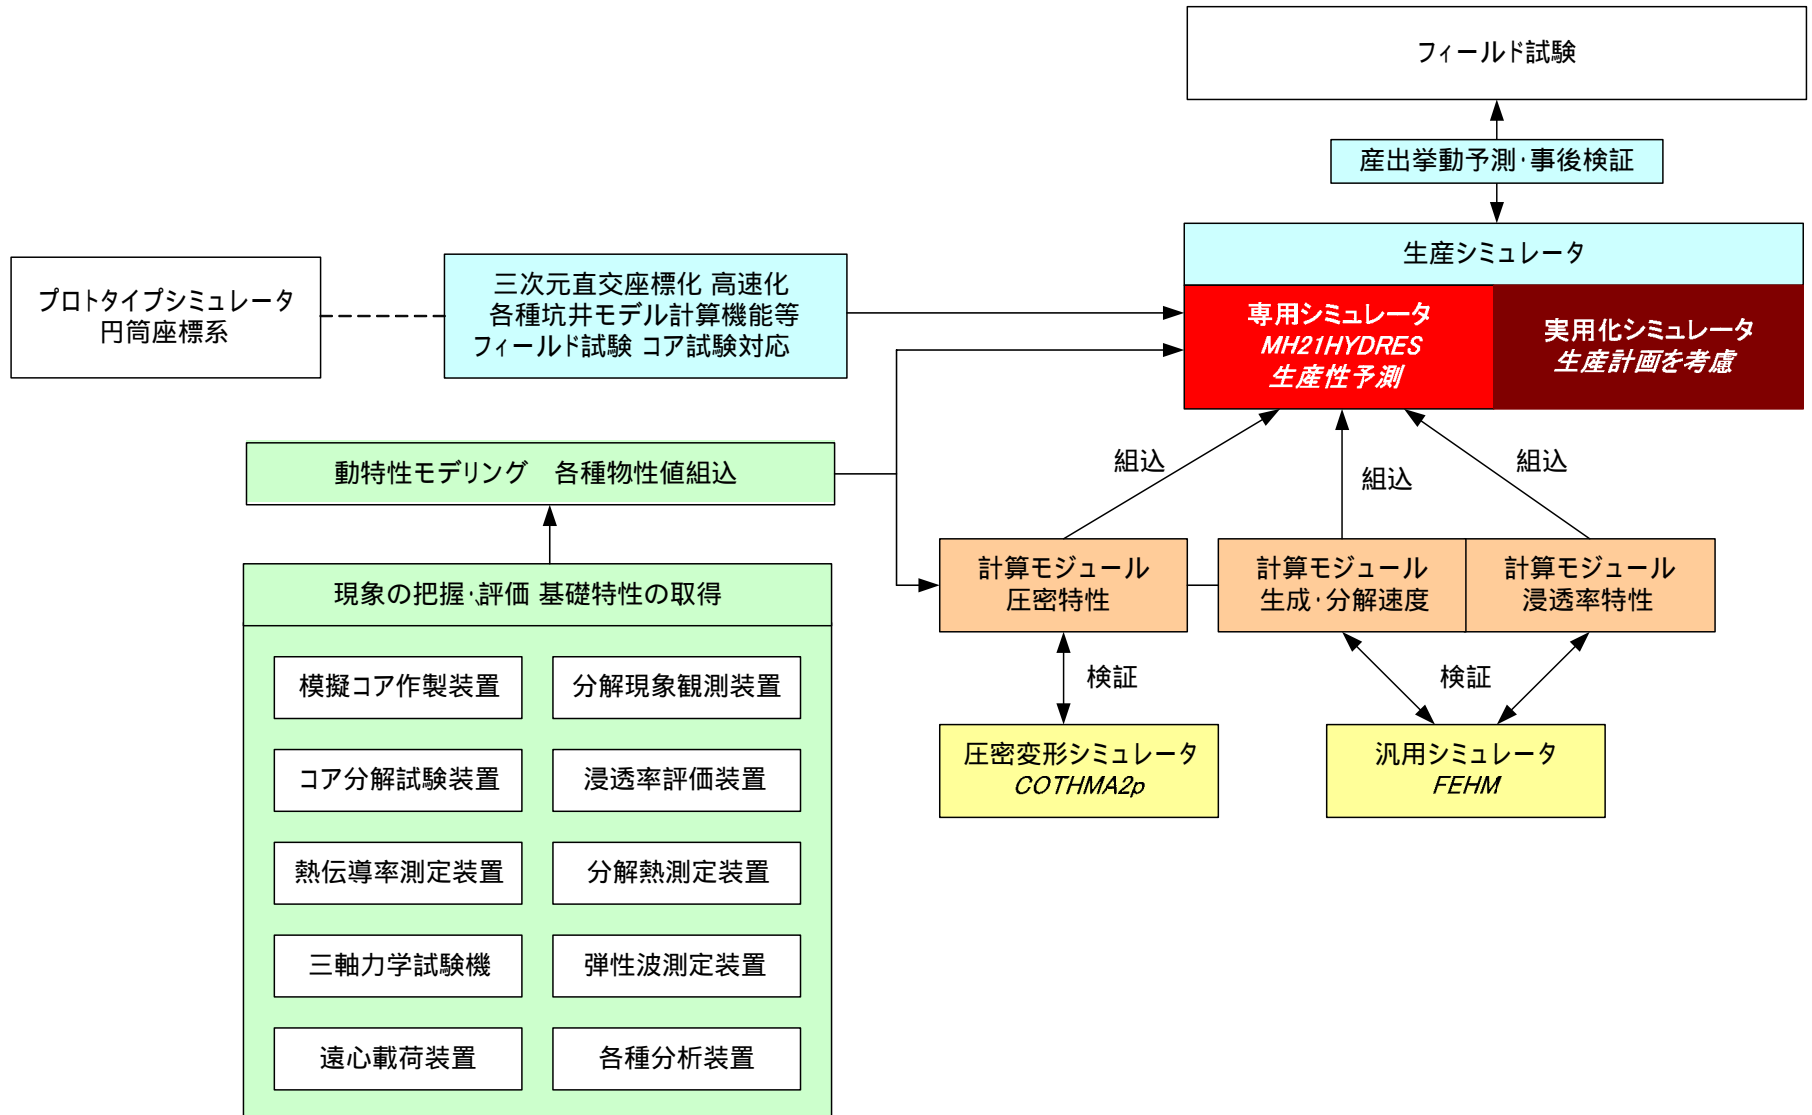 フィールド試験
産出挙動予測･事後検証
生産シミュレータ
プロトタイプシミュレータ
円筒座標系
三次元直交座標化 高速化
各種坑井モデル計算機能等
フィールド試験 コア試験対応
専用シミュレータ
MH21HYDRES
生産性予測
実用化シミュレータ
生産計画を考慮
動特性モデリング　各種物性値組込
組込
組込
組込
現象の把握･､評価 基礎特性の取得
計算モジュール
圧密特性
計算モジュール
生成･分解速度
計算モジュール
浸透率特性
検証
検証
模擬コア作製装置
分解現象観測装置
圧密変形シミュレータ
COTHMA2p
汎用シミュレータ
FEHM
コア分解試験装置
浸透率評価装置
熱伝導率測定装置
分解熱測定装置
三軸力学試験機
弾性波測定装置
遠心載荷装置
各種分析装置